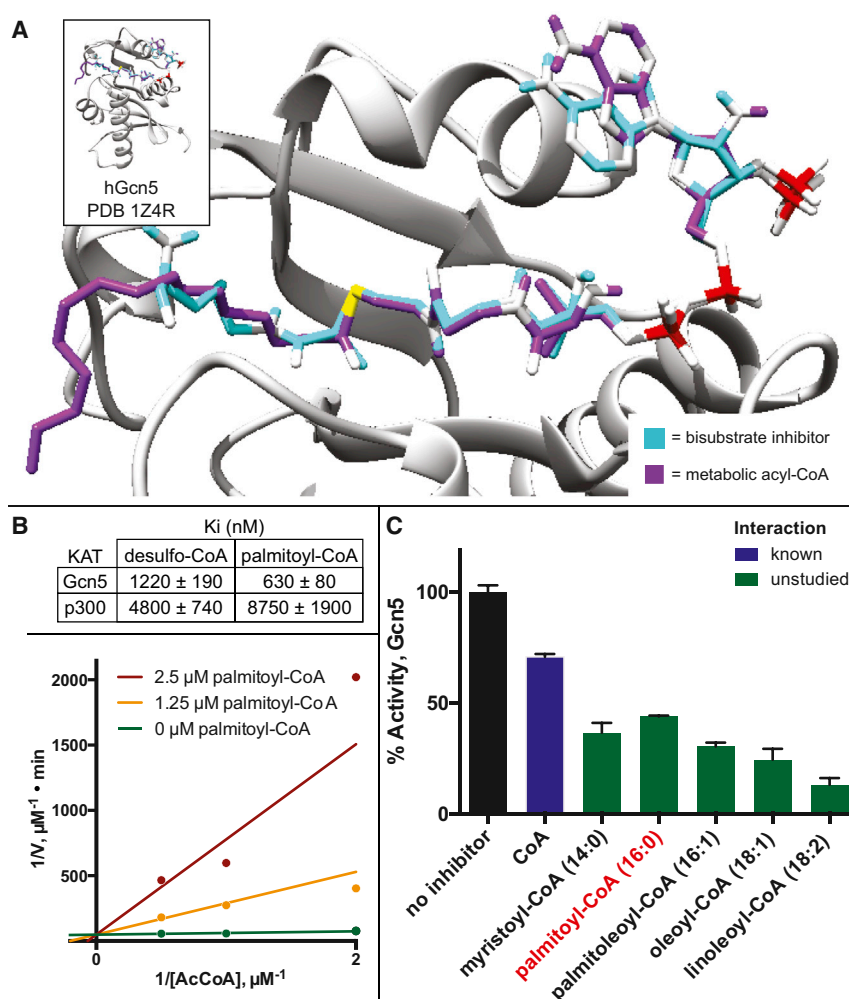 A
hGcn5
PDB 1Z4R
= bisubstrate inhibitor
= metabolic acyl-CoA
B
Ki (nM)
KAT desulfo-CoA palmitoyl-CoA
Gcn5 1220 ± 190 630 ± 80
p300 4800 ± 740 8750 ± 1900
2.5 µM palmitoyl-CoA
1.25 µM palmitoyl-CoA
0 µM palmitoyl-CoA
2000
1500
1000
500
1/V, µM⁻¹ • min
0
2
1/[AcCoA], µM⁻¹
C
Interaction
known
unstudied
100
50
0
% Activity, Gcn5
no inhibitor
CoA
myristoyl-CoA (14:0)
palmitoyl-CoA (16:0)
palmitoleoyl-CoA (16:1)
oleoyl-CoA (18:1)
linoleoyl-CoA (18:2)